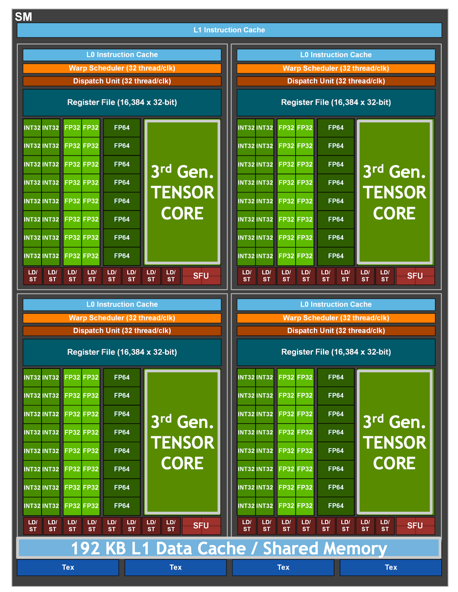 SM
L1 Instruction Cache
L0 Instruction Cache
Warp Scheduler (32 thread/clk)
Dispatch Unit (32 thread/clk)
Register File (16,384 x 32-bit)
INT32 INT32 FP32 FP32 FP64
INT32 INT32 FP32 FP32 FP64
INT32 INT32 FP32 FP32 FP64
INT32 INT32 FP32 FP32 FP64
INT32 INT32 FP32 FP32 FP64
INT32 INT32 FP32 FP32 FP64
INT32 INT32 FP32 FP32 FP64
INT32 INT32 FP32 FP32 FP64
3rd Gen.
TENSOR
CORE
LD/ LD/ LD/ LD/ LD/ LD/ LD/ LD/
ST ST ST ST ST ST ST ST
SFU
L0 Instruction Cache
Warp Scheduler (32 thread/clk)
Dispatch Unit (32 thread/clk)
Register File (16,384 x 32-bit)
INT32 INT32 FP32 FP32 FP64
INT32 INT32 FP32 FP32 FP64
INT32 INT32 FP32 FP32 FP64
INT32 INT32 FP32 FP32 FP64
INT32 INT32 FP32 FP32 FP64
INT32 INT32 FP32 FP32 FP64
INT32 INT32 FP32 FP32 FP64
INT32 INT32 FP32 FP32 FP64
3rd Gen.
TENSOR
CORE
LD/ LD/ LD/ LD/ LD/ LD/ LD/ LD/
ST ST ST ST ST ST ST ST
SFU
L0 Instruction Cache
Warp Scheduler (32 thread/clk)
Dispatch Unit (32 thread/clk)
Register File (16,384 x 32-bit)
INT32 INT32 FP32 FP32 FP64
INT32 INT32 FP32 FP32 FP64
INT32 INT32 FP32 FP32 FP64
INT32 INT32 FP32 FP32 FP64
INT32 INT32 FP32 FP32 FP64
INT32 INT32 FP32 FP32 FP64
INT32 INT32 FP32 FP32 FP64
INT32 INT32 FP32 FP32 FP64
3rd Gen.
TENSOR
CORE
LD/ LD/ LD/ LD/ LD/ LD/ LD/ LD/
ST ST ST ST ST ST ST ST
SFU
L0 Instruction Cache
Warp Scheduler (32 thread/clk)
Dispatch Unit (32 thread/clk)
Register File (16,384 x 32-bit)
INT32 INT32 FP32 FP32 FP64
INT32 INT32 FP32 FP32 FP64
INT32 INT32 FP32 FP32 FP64
INT32 INT32 FP32 FP32 FP64
INT32 INT32 FP32 FP32 FP64
INT32 INT32 FP32 FP32 FP64
INT32 INT32 FP32 FP32 FP64
INT32 INT32 FP32 FP32 FP64
3rd Gen.
TENSOR
CORE
LD/ LD/ LD/ LD/ LD/ LD/ LD/ LD/
ST ST ST ST ST ST ST ST
SFU
192 KB L1 Data Cache / Shared Memory
Tex Tex Tex Tex